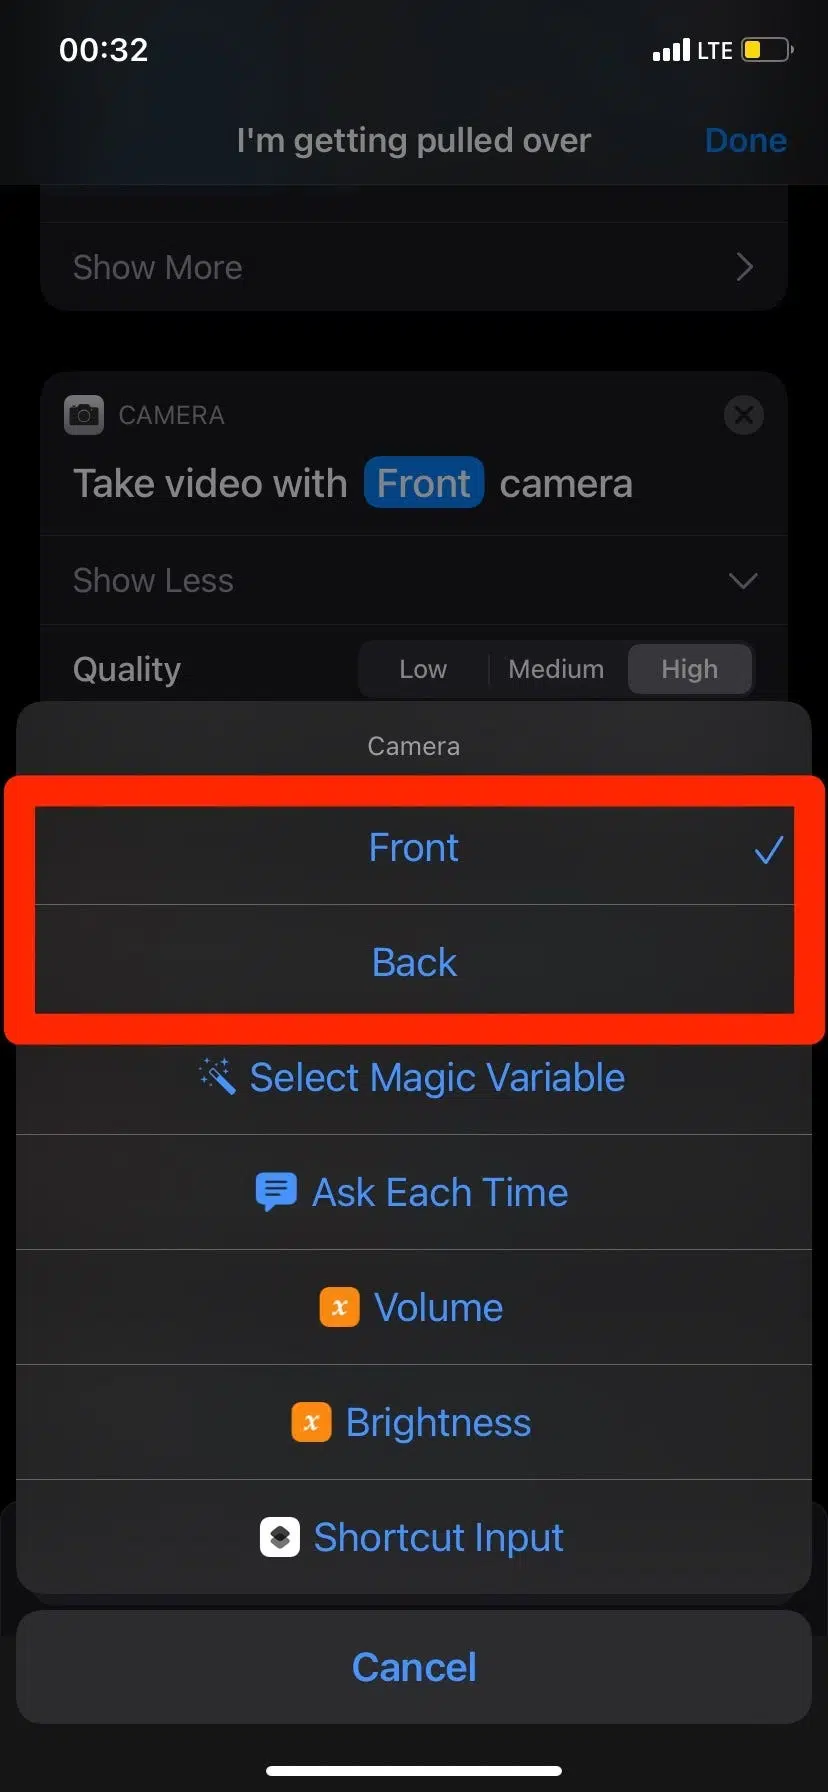 00:32 LTE
I'm getting pulled over Done
Show More
CAMERA
Take video with Front camera
Show Less
Quality Low Medium High
Camera
Front
Back
Select Magic Variable
Ask Each Time
x Volume
x Brightness
Shortcut Input
Cancel